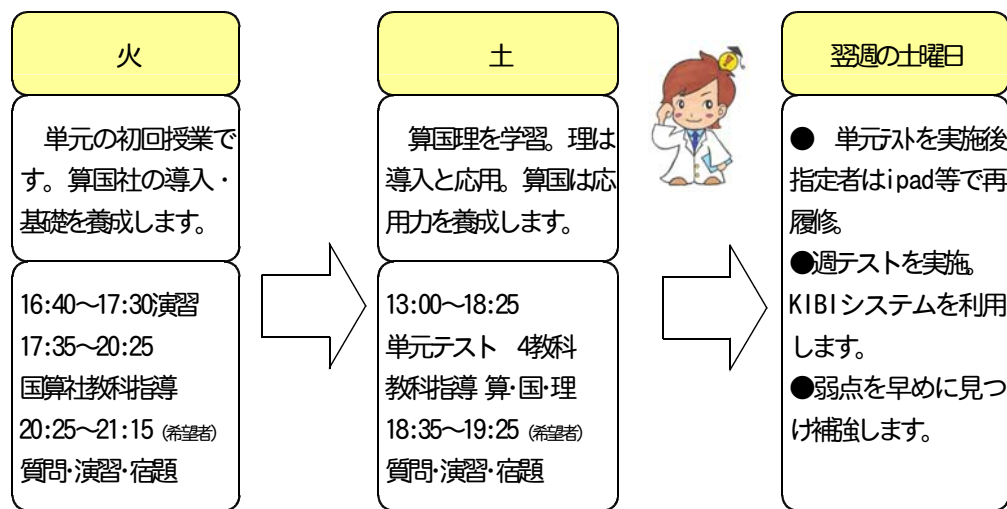 火
単元の初回授業で
す。算国社の導入・
基礎を養成します。
16:40～17:30演習
17:35～20:25
国算社教科指導
20:25～21:15（希望者）
質問･演習･宿題
土
算国理を学習。理は
導入と応用。算国は応
用力を養成します。
13:00～18:25
単元テスト　4教科
教科指導 算･国･理
18:35～19:25（希望者）
質問･演習･宿題
翌週の土曜日
●　単元ﾃｽﾄを実施後
指定者はipad等で再
履修。
●週テストを実施。
KIBIシステムを利用
します。
●弱点を早めに見つ
け補強します。